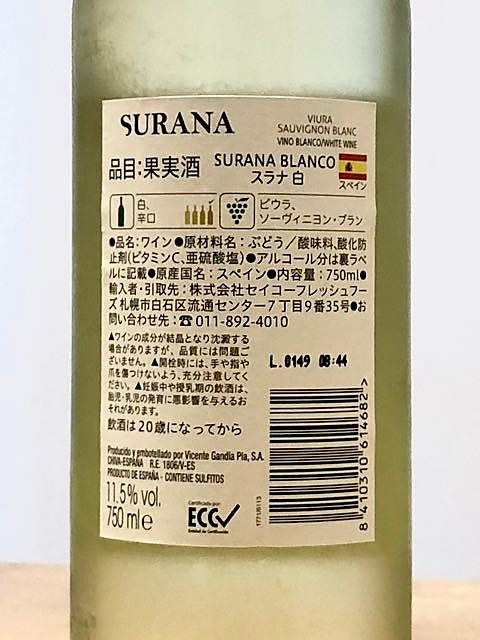 SURANA
VIURA
SAUVIGNON BLANC
VINO BLANCO/WHITE WINE
品目:果実酒
SURANA BLANCO
スラナ 白
スペイン
白、
辛口
ビウラ、
ソーヴィニヨン・ブラン
●品名:ワイン●原材料名:ぶどう/酸味料、酸化防
止剤(ビタミンC、亜硫酸塩)●アルコール分は裏ラベ
ルに記載●原産国名:スペイン●内容量:750ml●
輸入者・引取先:株式会社セイコーフレッシュフー
ズ 札幌市白石区流通センター7丁目9番35号●お
問い合わせ先:☎011-892-4010
▲ワインの成分が結晶となり沈澱する
場合がありますが、品質には問題ご
ざいません。▲開栓時には、手や指や
爪を傷つけないよう、充分注意してく
ださい。▲妊娠中や授乳期の飲酒は、
胎児・乳児の発育に悪影響を与えるお
それがあります。
飲酒は20歳になってから
L.0149 08:44
Producido y embotellado por Vicente Gandia Pla, S.A.
CHIVA-ESPAÑA R.E. 1806/V-ES
PRODUCTO DE ESPAÑA - CONTIENE SULFITOS
11.5% vol.
750 ml e
Certificado por:
ECCV
Entidad de Certificación
1771/6113
8 410310 614682 >